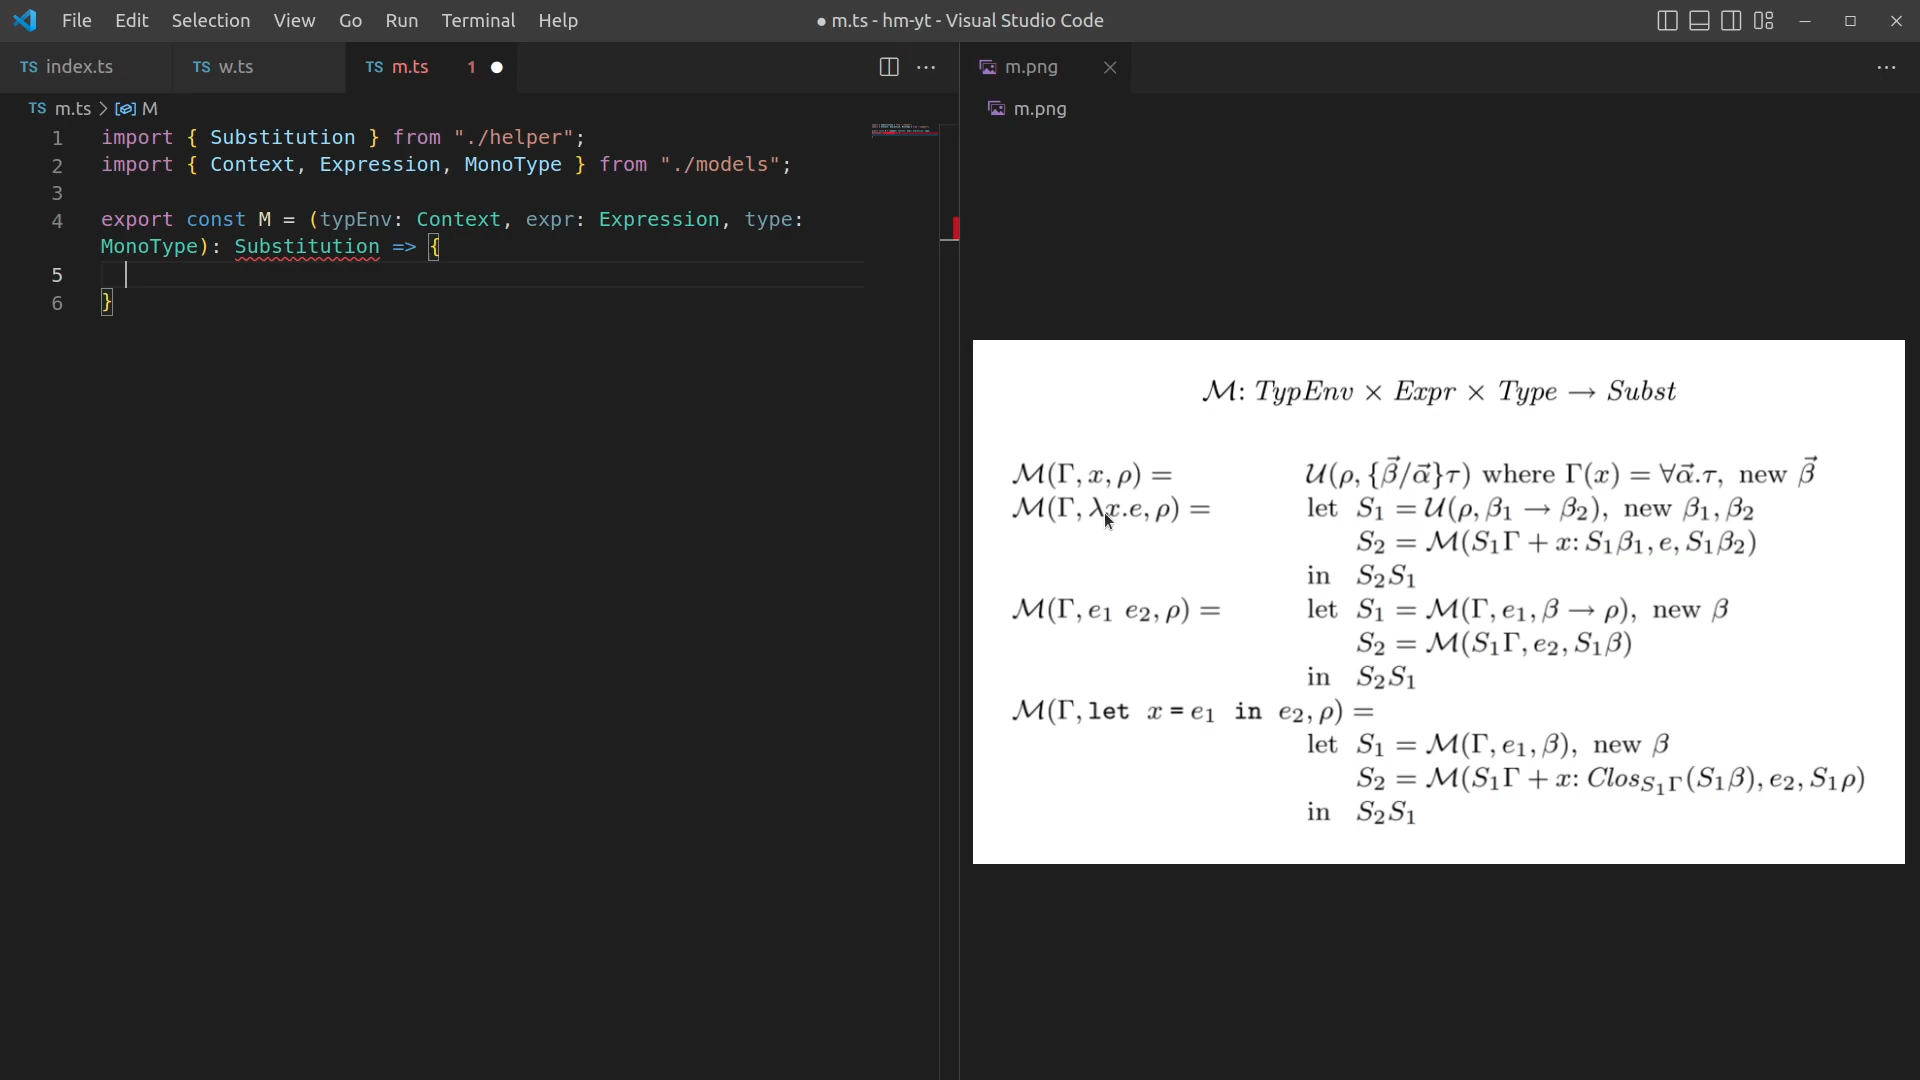 File Edit Selection View Go Run Terminal Help
● m.ts - hm-yt - Visual Studio Code
TS index.ts
TS w.ts
TS m.ts 1
TS m.ts > M
1 import { Substitution } from "./helper";
2 import { Context, Expression, MonoType } from "./models";
3
4 export const M = (typEnv: Context, expr: Expression, type:
MonoType): Substitution => {
5
6 }
m.png
m.png
ℳ: TypEnv × Expr × Type → Subst
ℳ(Γ, x, ρ) = 𝒰(ρ, {β⃗/α⃗}τ) where Γ(x) = ∀α⃗.τ, new β⃗
ℳ(Γ, λx.e, ρ) = let S₁ = 𝒰(ρ, β₁ → β₂), new β₁, β₂
S₂ = ℳ(S₁Γ + x: S₁β₁, e, S₁β₂)
in S₂S₁
ℳ(Γ, e₁ e₂, ρ) = let S₁ = ℳ(Γ, e₁, β → ρ), new β
S₂ = ℳ(S₁Γ, e₂, S₁β)
in S₂S₁
ℳ(Γ, let x = e₁ in e₂, ρ) =
let S₁ = ℳ(Γ, e₁, β), new β
S₂ = ℳ(S₁Γ + x: Clos_{S₁Γ}(S₁β), e₂, S₁ρ)
in S₂S₁